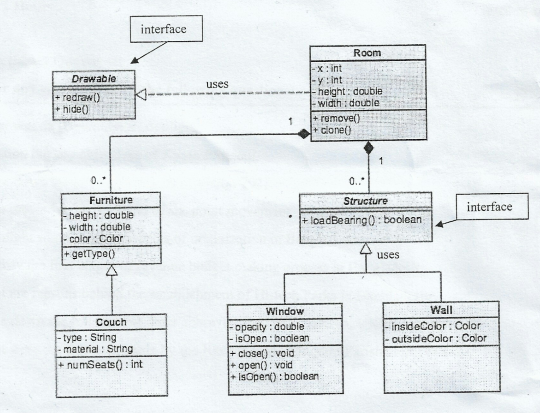 interface
Drawable
+ redraw()
+ hide()
uses
Room
- x : int
- y : int
- height : double
- width : double
+ remove()
+ clone()
1
1
0..*
0..*
Furniture
- height : double
- width : double
- color : Color
+ getType()
Structure
+ loadBearing() : boolean
interface
uses
Couch
- type : String
- material : String
+ numSeats() : int
Window
- opacity : double
- isOpen : boolean
+ close() : void
+ open() : void
+ isOpen() : boolean
Wall
- insideColor : Color
- outsideColor : Color